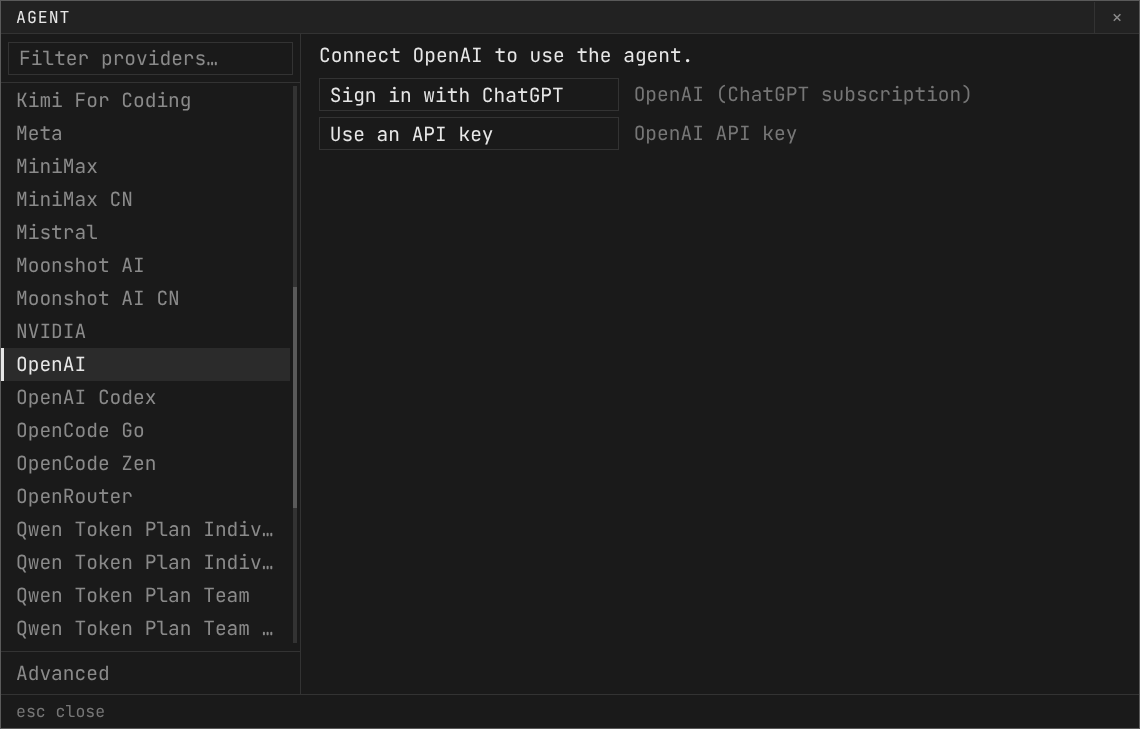 AGENT
×
Filter providers…
Kimi For Coding
Meta
MiniMax
MiniMax CN
Mistral
Moonshot AI
Moonshot AI CN
NVIDIA
OpenAI
OpenAI Codex
OpenCode Go
OpenCode Zen
OpenRouter
Qwen Token Plan Indiv…
Qwen Token Plan Indiv…
Qwen Token Plan Team
Qwen Token Plan Team …
Advanced
Connect OpenAI to use the agent.
Sign in with ChatGPT OpenAI (ChatGPT subscription)
Use an API key OpenAI API key
esc close